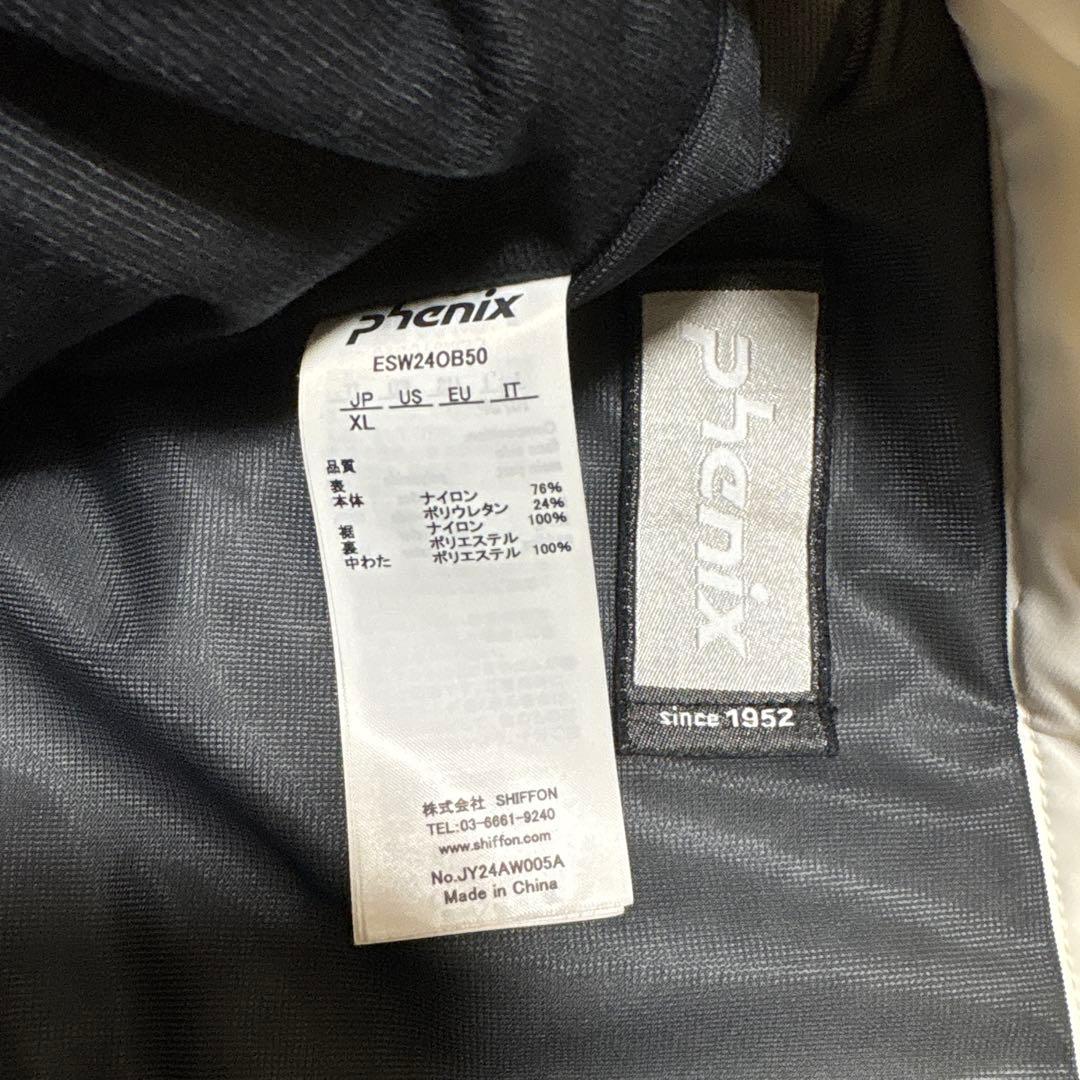 phenix
ESW24OB50
JP US EU IT
XL
品質
表
本体 ナイロン 76%
ポリウレタン 24%
裾 ナイロン 100%
裏 ポリエステル
中わた ポリエステル 100%
株式会社 SHIFFON
TEL:03-6661-9240
www.shiffon.com
No.JY24AW005A
Made in China
phenix
since 1952